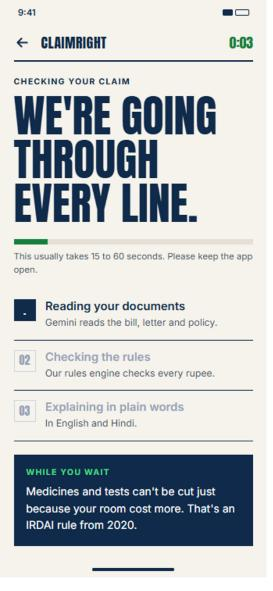 9:41
← CLAIMRIGHT 0:03
CHECKING YOUR CLAIM
WE'RE GOING
THROUGH
EVERY LINE.
This usually takes 15 to 60 seconds. Please keep the app
open.
Reading your documents
Gemini reads the bill, letter and policy.
02 Checking the rules
Our rules engine checks every rupee.
03 Explaining in plain words
In English and Hindi.
WHILE YOU WAIT
Medicines and tests can't be cut just
because your room cost more. That's an
IRDAI rule from 2020.